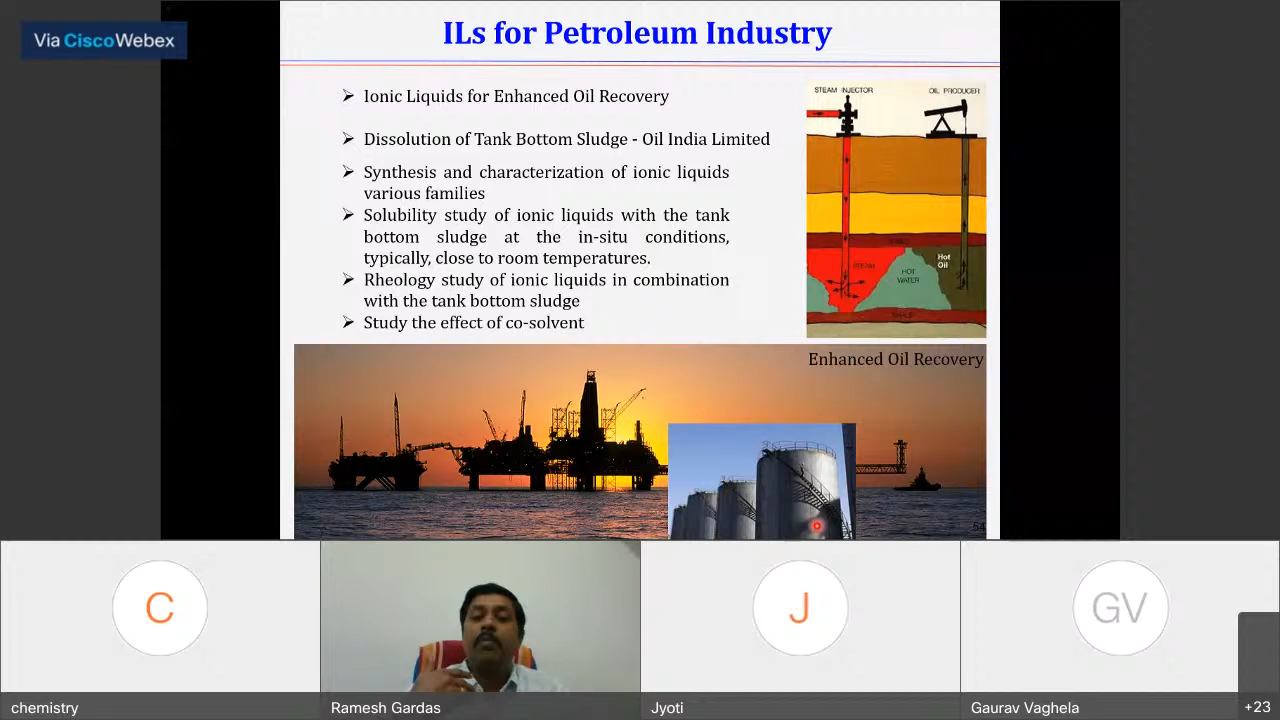 Via Cisco Webex
ILs for Petroleum Industry
➢ Ionic Liquids for Enhanced Oil Recovery
➢ Dissolution of Tank Bottom Sludge - Oil India Limited
➢ Synthesis and characterization of ionic liquids
various families
➢ Solubility study of ionic liquids with the tank
bottom sludge at the in-situ conditions,
typically, close to room temperatures.
➢ Rheology study of ionic liquids in combination
with the tank bottom sludge
➢ Study the effect of co-solvent
STEAM INJECTOR
OIL PRODUCER
STEAM
HOT
WATER
Hot
Oil
Enhanced Oil Recovery
54
C
J
GV
chemistry
Ramesh Gardas
Jyoti
Gaurav Vaghela
+23